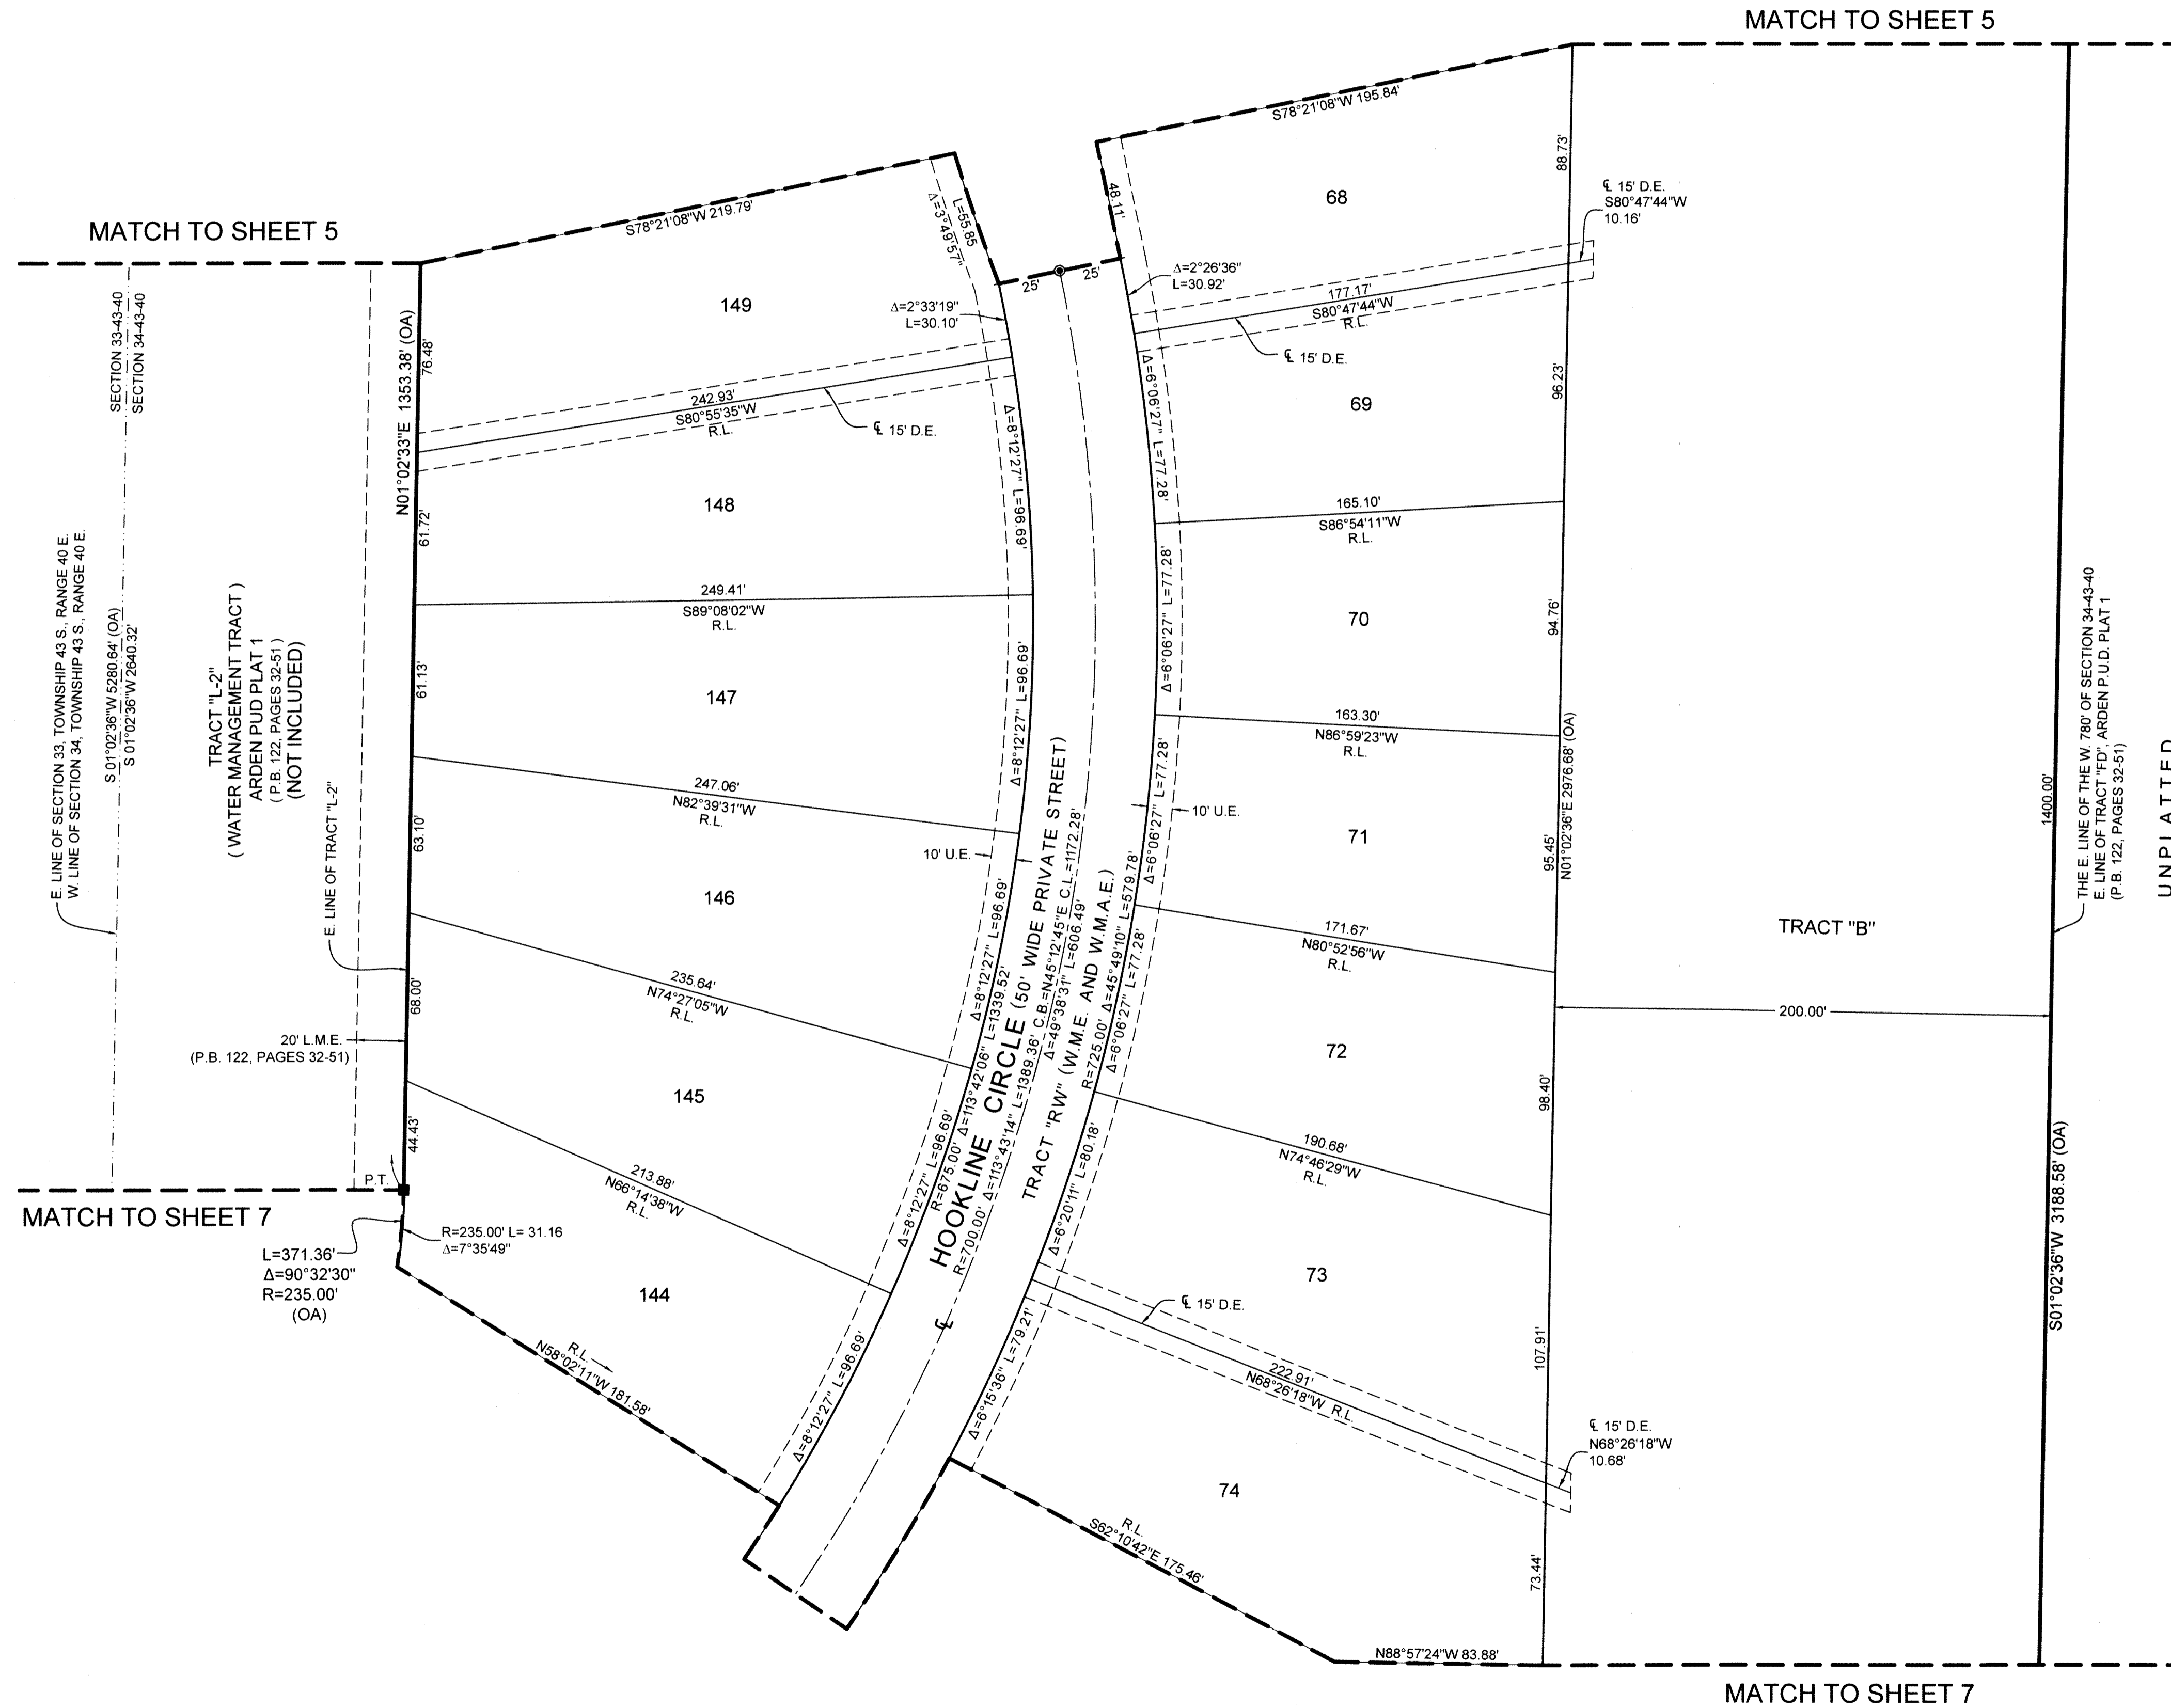 MATCH TO SHEET 5
S78°21'08"W 195.84'
88.73'
68
48.11'
℄ 15' D.E.
S80°47'44"W
10.16'
MATCH TO SHEET 5
S78°21'08"W 219.79'
L=55.85
Δ=3°49'57"
25'
25'
Δ=2°26'36"
L=30.92'
149
Δ=2°33'19"
L=30.10'
177.17'
S80°47'44"W
R.L.
℄ 15' D.E.
SECTION 33-43-40
SECTION 34-43-40
N01°02'33"E 1353.38' (OA)
76.48'
242.93'
S80°55'35"W
R.L.
℄ 15' D.E.
Δ=8°12'27" L=96.69'
Δ=6°06'27" L=77.28'
69
96.23'
148
61.72'
165.10'
S86°54'11"W
R.L.
249.41'
S89°08'02"W
R.L.
E. LINE OF SECTION 33, TOWNSHIP 43 S., RANGE 40 E.
W. LINE OF SECTION 34, TOWNSHIP 43 S., RANGE 40 E.
S 01°02'36"W 5280.64' (OA)
S 01°02'36"W 2640.32'
TRACT "L-2"
( WATER MANAGEMENT TRACT )
ARDEN PUD PLAT 1
( P.B. 122, PAGES 32-51 )
(NOT INCLUDED)
E. LINE OF TRACT "L-2"
61.13'
147
Δ=8°12'27" L=96.69'
Δ=6°06'27" L=77.28'
70
94.76'
163.30'
N86°59'23"W
R.L.
N01°02'36"E 2976.68' (OA)
247.06'
N82°39'31"W
R.L.
63.10'
146
10' U.E.
Δ=8°12'27" L=96.69'
Δ=6°06'27" L=77.28'
10' U.E.
71
95.45'
171.67'
N80°52'56"W
R.L.
TRACT "B"
200.00'
1400.00'
THE E. LINE OF THE W. 780' OF SECTION 34-43-40
E. LINE OF TRACT "FD", ARDEN P.U.D. PLAT 1
(P.B. 122, PAGES 32-51)
UNPLATTED
68.00'
235.64'
N74°27'05"W
R.L.
20' L.M.E.
(P.B. 122, PAGES 32-51)
145
Δ=8°12'27" L=96.69'
R=675.00' Δ=113°42'06" L=1339.52'
HOOKLINE CIRCLE (50' WIDE PRIVATE STREET)
R=700.00' Δ=113°43'14" L=1389.36' C.B.=N45°12'45"E C.L.=1172.28'
Δ=49°38'31" L=606.49'
TRACT "RW" (W.M.E. AND W.M.A.E.)
R=725.00' Δ=45°49'10" L=579.78'
Δ=6°06'27" L=77.28'
72
98.40'
190.68'
N74°46'29"W
R.L.
44.43'
P.T.
213.88'
N66°14'38"W
R.L.
MATCH TO SHEET 7
R=235.00' L= 31.16
Δ=7°35'49"
L=371.36'
Δ=90°32'30"
R=235.00'
(OA)
144
R.L.
N58°02'11"W 181.58'
Δ=8°12'27" L=96.69'
℄
Δ=6°20'11" L=80.18'
73
107.91'
S01°02'36"W 3188.58' (OA)
℄ 15' D.E.
222.91'
N68°26'18"W R.L.
Δ=6°15'36" L=79.21'
℄ 15' D.E.
N68°26'18"W
10.68'
74
R.L.
S62°10'42"E 175.46'
73.44'
N88°57'24"W 83.88'
MATCH TO SHEET 7